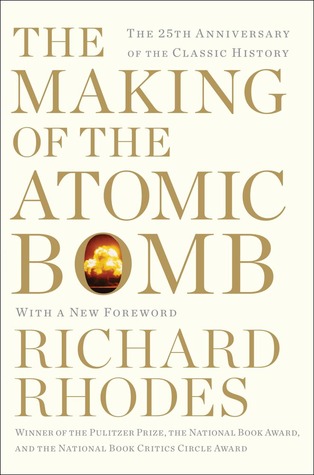 THE
THE 25TH ANNIVERSARY
OF THE CLASSIC HISTORY
MAKING
OF THE
ATOMIC
BOMB
WITH A NEW FOREWORD
RICHARD
RHODES
WINNER OF THE PULITZER PRIZE, THE NATIONAL BOOK AWARD,
AND THE NATIONAL BOOK CRITICS CIRCLE AWARD